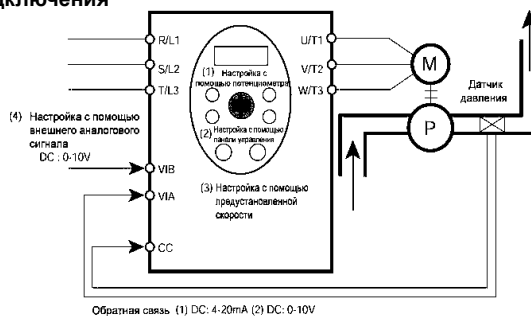 дключения
R/L1
S/L2
T/L3
U/T1
V/T2
W/T3
(1) Настройка с
помощью потенциометра
(2) Настройка с помощью
панели управления
(3) Настройка с помощью
предустановленной
скорости
(4) Настройка с помощью
внешнего аналогового
сигнала
DC : 0-10V
VIB
VIA
CC
M
P
Датчик
давления
Обратная связь (1) DC: 4-20mA (2) DC: 0-10V